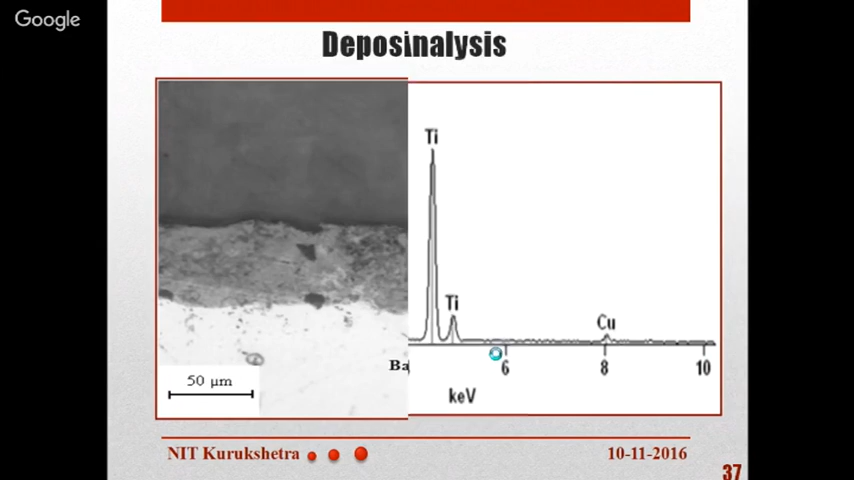 Google
Deposinalysis
Ti
Ti
Cu
Ba
6
8
10
50 µm
keV
NIT Kurukshetra
10-11-2016
37